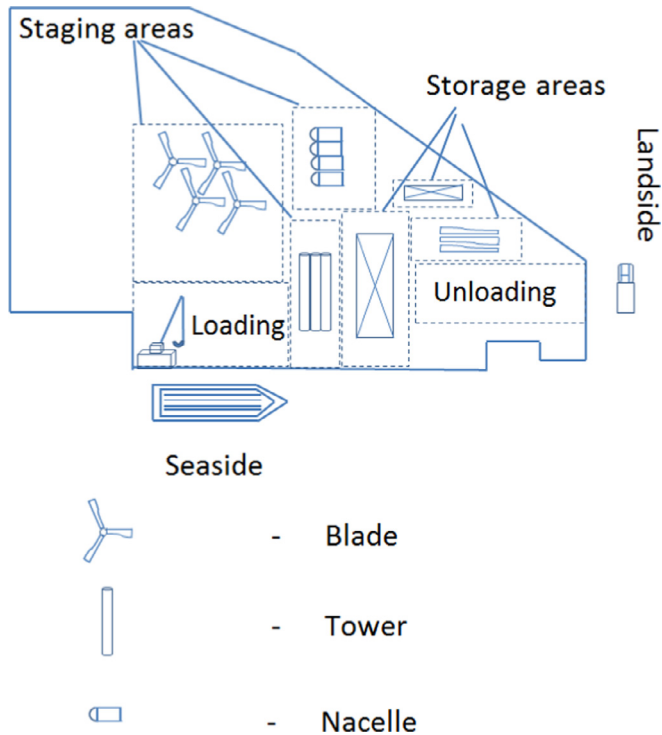 Staging areas
Storage areas
Landside
Unloading
Loading
Seaside
- Blade
- Tower
- Nacelle